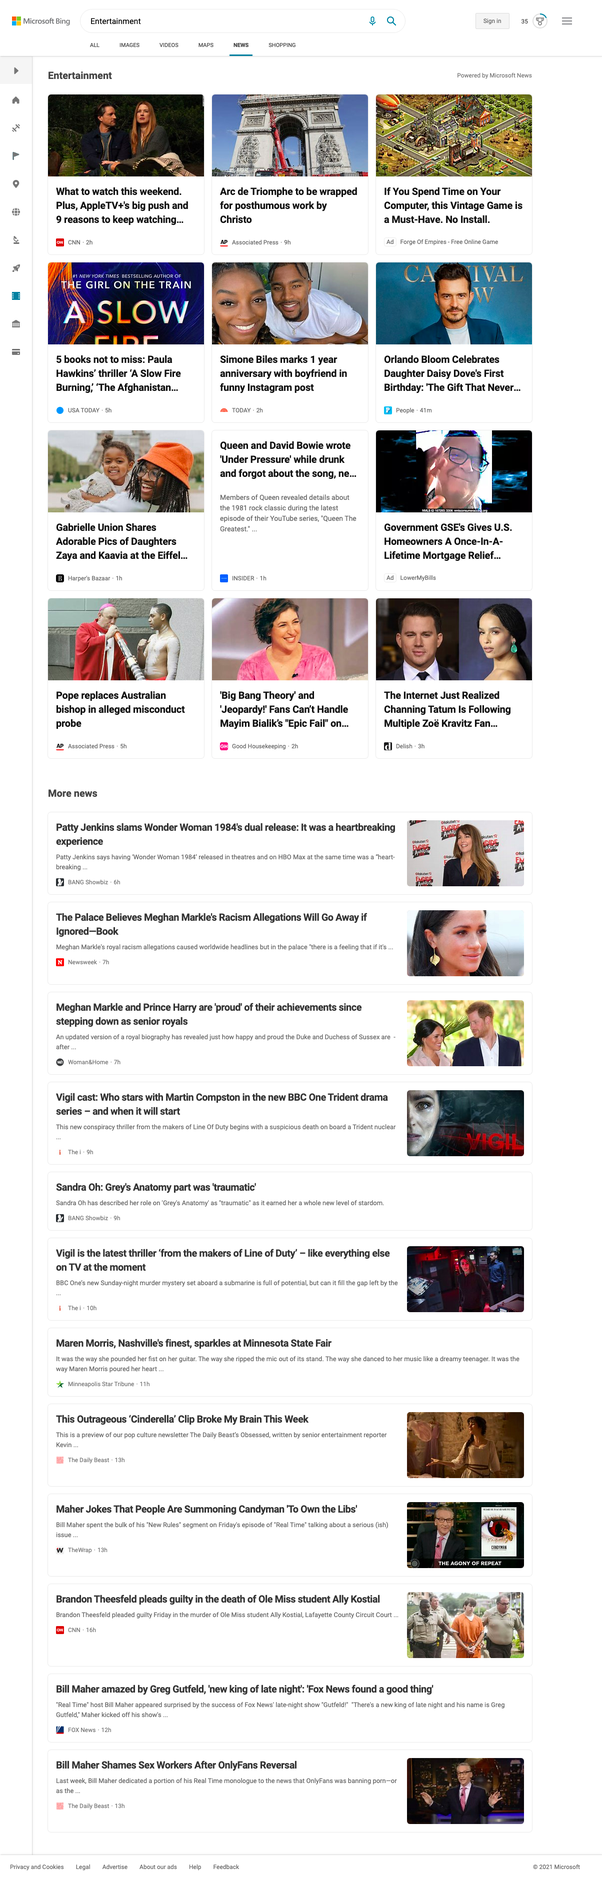 Microsoft Bing
Entertainment
Sign in
35
ALL IMAGES VIDEOS MAPS NEWS SHOPPING
Entertainment
Powered by Microsoft News
What to watch this weekend.
Plus, AppleTV+'s big push and
9 reasons to keep watching...
CNN · 2h
Arc de Triomphe to be wrapped
for posthumous work by
Christo
AP Associated Press · 9h
If You Spend Time on Your
Computer, this Vintage Game is
a Must-Have. No Install.
Ad Forge Of Empires - Free Online Game
#1 NEW YORK TIMES BESTSELLING AUTHOR OF
THE GIRL ON THE TRAIN
A SLOW
FIRE
5 books not to miss: Paula
Hawkins' thriller 'A Slow Fire
Burning,' 'The Afghanistan...
USA TODAY · 5h
Simone Biles marks 1 year
anniversary with boyfriend in
funny Instagram post
TODAY · 2h
CARNIVAL
Orlando Bloom Celebrates
Daughter Daisy Dove's First
Birthday: 'The Gift That Never...
People · 41m
Gabrielle Union Shares
Adorable Pics of Daughters
Zaya and Kaavia at the Eiffel...
Harper's Bazaar · 1h
Queen and David Bowie wrote
'Under Pressure' while drunk
and forgot about the song, ne...
Members of Queen revealed details about
the 1981 rock classic during the latest
episode of their YouTube series, "Queen The
Greatest." ...
INSIDER · 1h
Government GSE's Gives U.S.
Homeowners A Once-In-A-
Lifetime Mortgage Relief...
Ad LowerMyBills
Pope replaces Australian
bishop in alleged misconduct
probe
AP Associated Press · 5h
'Big Bang Theory' and
'Jeopardy!' Fans Can't Handle
Mayim Bialik's "Epic Fail" on...
Good Housekeeping · 2h
The Internet Just Realized
Channing Tatum Is Following
Multiple Zoë Kravitz Fan...
Delish · 3h
More news
Patty Jenkins slams Wonder Woman 1984's dual release: It was a heartbreaking
experience
Patty Jenkins says having 'Wonder Woman 1984' released in theatres and on HBO Max at the same time was a "heart-
breaking ...
BANG Showbiz · 6h
The Palace Believes Meghan Markle's Racism Allegations Will Go Away if
Ignored—Book
Meghan Markle's royal racism allegations caused worldwide headlines but in the palace "there is a feeling that if it's ...
N Newsweek · 7h
Meghan Markle and Prince Harry are 'proud' of their achievements since
stepping down as senior royals
An updated version of a royal biography has revealed just how happy and proud the Duke and Duchess of Sussex are -
after ...
Woman&Home · 7h
Vigil cast: Who stars with Martin Compston in the new BBC One Trident drama
series – and when it will start
This new conspiracy thriller from the makers of Line Of Duty begins with a suspicious death on board a Trident nuclear
...
The i · 9h
VIGIL
Sandra Oh: Grey's Anatomy part was 'traumatic'
Sandra Oh has described her role on 'Grey's Anatomy' as "traumatic" as it earned her a whole new level of stardom.
BANG Showbiz · 9h
Vigil is the latest thriller 'from the makers of Line of Duty' – like everything else
on TV at the moment
BBC One's new Sunday-night murder mystery set aboard a submarine is full of potential, but can it fill the gap left by the
...
The i · 10h
Maren Morris, Nashville's finest, sparkles at Minnesota State Fair
It was the way she pounded her fist on her guitar. The way she ripped the mic out of its stand. The way she danced to her music like a dreamy teenager. It was the
way Maren Morris poured her heart ...
Minneapolis Star Tribune · 11h
This Outrageous 'Cinderella' Clip Broke My Brain This Week
This is a preview of our pop culture newsletter The Daily Beast's Obsessed, written by senior entertainment reporter
Kevin ...
The Daily Beast · 13h
Maher Jokes That People Are Summoning Candyman 'To Own the Libs'
Bill Maher spent the bulk of his "New Rules" segment on Friday's episode of "Real Time" talking about a serious (ish)
issue ...
TheWrap · 13h
CANDYMAN
THE AGONY OF REPEAT
Brandon Theesfeld pleads guilty in the death of Ole Miss student Ally Kostial
Brandon Theesfeld pleaded guilty Friday in the murder of Ole Miss student Ally Kostial, Lafayette County Circuit Court ...
CNN · 16h
Bill Maher amazed by Greg Gutfeld, 'new king of late night': 'Fox News found a good thing'
"Real Time" host Bill Maher appeared surprised by the success of Fox News' late-night show "Gutfeld!" "There's a new king of late night and his name is Greg
Gutfeld," Maher kicked off his show's ...
FOX News · 12h
Bill Maher Shames Sex Workers After OnlyFans Reversal
Last week, Bill Maher dedicated a portion of his Real Time monologue to the news that OnlyFans was banning porn—or
as the ...
The Daily Beast · 13h
Privacy and Cookies Legal Advertise About our ads Help Feedback
© 2021 Microsoft